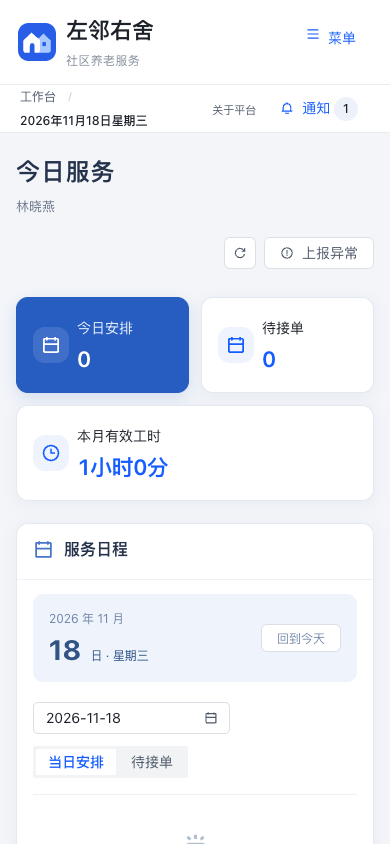 左邻右舍
社区养老服务
菜单
工作台 /
2026年11月18日星期三
关于平台
通知 1
今日服务
林晓燕
上报异常
今日安排
0
待接单
0
本月有效工时
1小时0分
服务日程
2026 年 11 月
18 日 · 星期三
回到今天
2026-11-18
当日安排 待接单